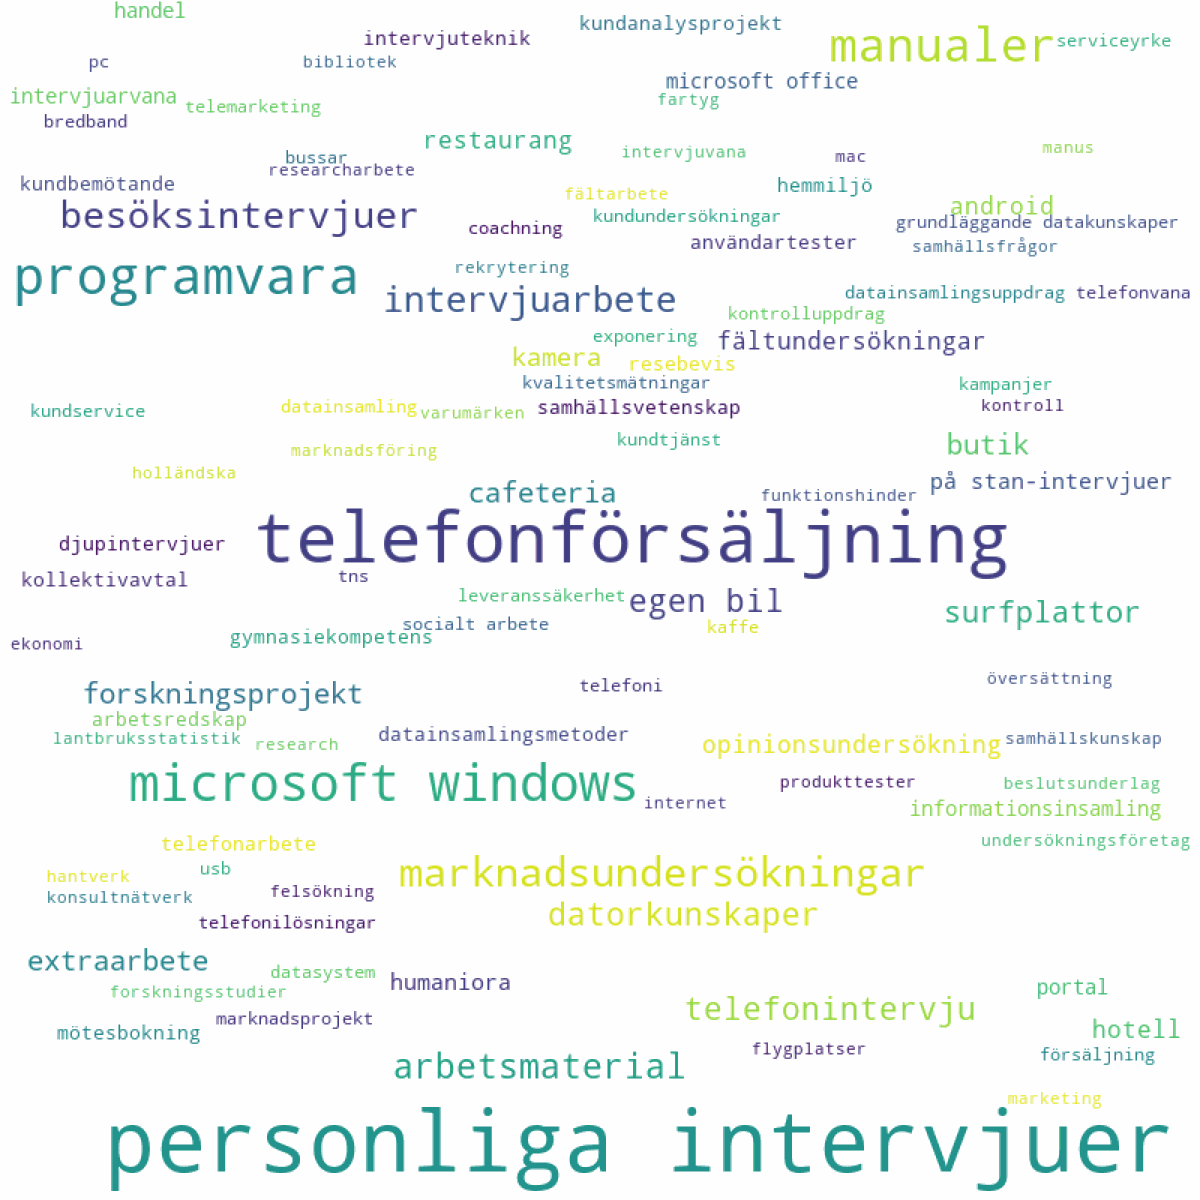 handel
kundanalysprojekt
intervjuteknik
manualer
serviceyrke
pc
bibliotek
microsoft office
intervjuarvana
telemarketing
fartyg
bredband
restaurang
bussar
intervjuvana
mac
manus
researcharbete
kundbemötande
hemmiljö
fältarbete
android
besöksintervjuer
kundundersökningar
grundläggande datakunskaper
coachning
användartester
samhällsfrågor
programvara
rekrytering
intervjuarbete
datainsamlingsuppdrag
telefonvana
kontrolluppdrag
exponering
fältundersökningar
kamera
resebevis
kvalitetsmätningar
kampanjer
kundservice
datainsamling
varumärken
samhällsvetenskap
kontroll
kundtjänst
butik
marknadsföring
holländska
på stan-intervjuer
cafeteria
funktionshinder
telefonförsäljning
djupintervjuer
kollektivavtal
tns
leveranssäkerhet
egen bil
surfplattor
socialt arbete
kaffe
gymnasiekompetens
ekonomi
forskningsprojekt
telefoni
översättning
arbetsredskap
lantbruksstatistik
research
datainsamlingsmetoder
opinionsundersökning
samhällskunskap
microsoft windows
produkttester
beslutsunderlag
internet
informationsinsamling
telefonarbete
undersökningsföretag
usb
hantverk
marknadsundersökningar
konsultnätverk
felsökning
telefonilösningar
datorkunskaper
extraarbete
datasystem
humaniora
forskningsstudier
portal
marknadsprojekt
telefonintervju
mötesbokning
hotell
flygplatser
försäljning
arbetsmaterial
marketing
personliga intervjuer